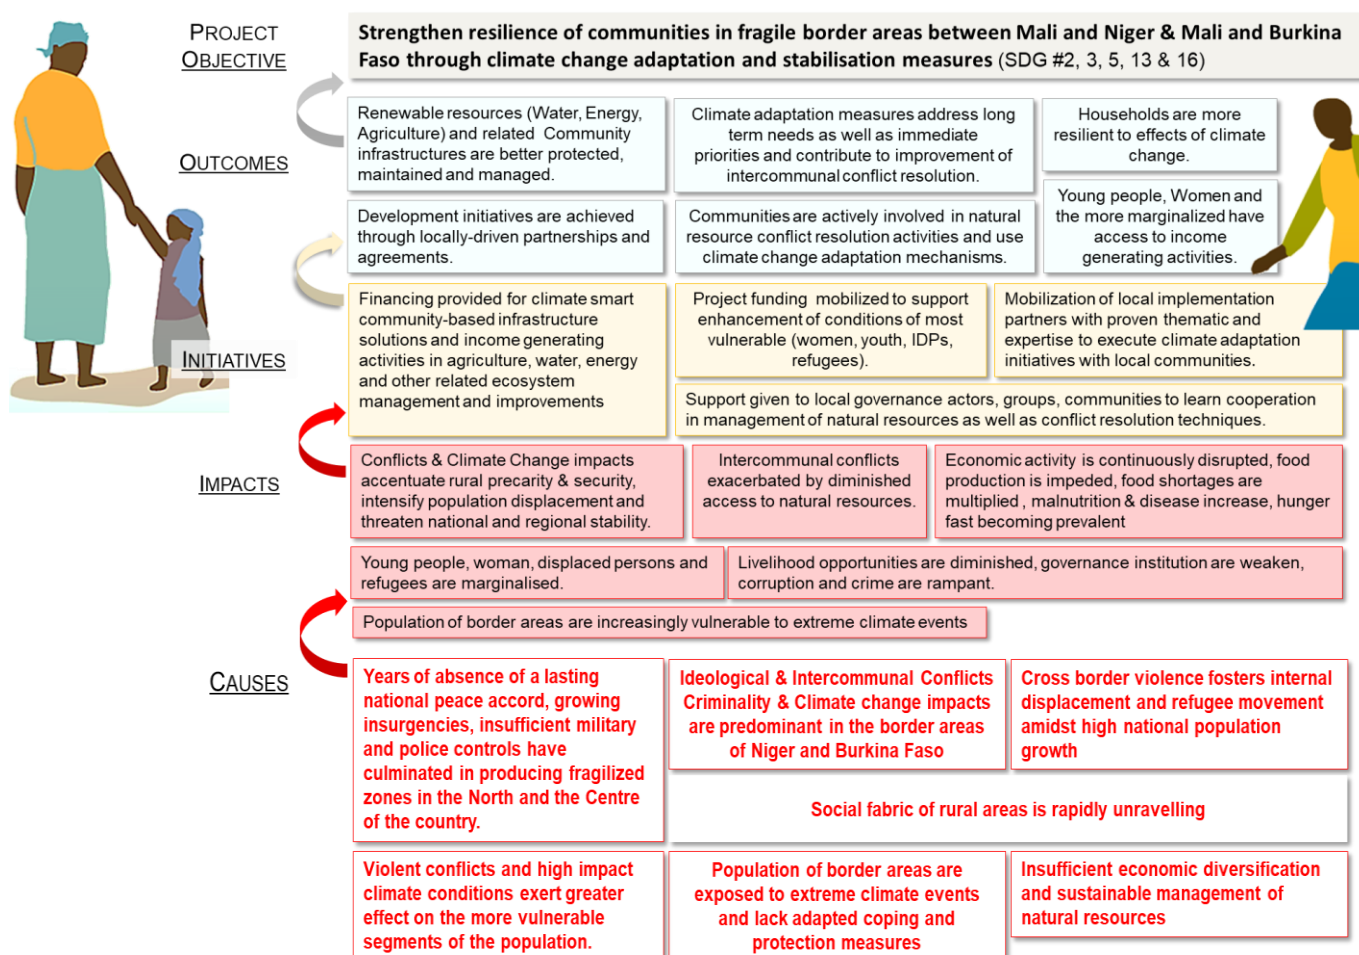 PROJECT
OBJECTIVE
Strengthen resilience of communities in fragile border areas between Mali and Niger & Mali and Burkina
Faso through climate change adaptation and stabilisation measures (SDG #2, 3, 5, 13 & 16)
OUTCOMES
Renewable resources (Water, Energy,
Agriculture) and related Community
infrastructures are better protected,
maintained and managed.
Climate adaptation measures address long
term needs as well as immediate
priorities and contribute to improvement of
intercommunal conflict resolution.
Households are more
resilient to effects of climate
change.
Development initiatives are achieved
through locally-driven partnerships and
agreements.
Communities are actively involved in natural
resource conflict resolution activities and use
climate change adaptation mechanisms.
Young people, Women and
the more marginalized have
access to income
generating activities.
INITIATIVES
Financing provided for climate smart
community-based infrastructure
solutions and income generating
activities in agriculture, water, energy
and other related ecosystem
management and improvements
Project funding mobilized to support
enhancement of conditions of most
vulnerable (women, youth, IDPs,
refugees).
Mobilization of local implementation
partners with proven thematic and
expertise to execute climate adaptation
initiatives with local communities.
Support given to local governance actors, groups, communities to learn cooperation
in management of natural resources as well as conflict resolution techniques.
IMPACTS
Conflicts & Climate Change impacts
accentuate rural precarity & security,
intensify population displacement and
threaten national and regional stability.
Intercommunal conflicts
exacerbated by diminished
access to natural resources.
Economic activity is continuously disrupted, food
production is impeded, food shortages are
multiplied , malnutrition & disease increase, hunger
fast becoming prevalent
Young people, woman, displaced persons and
refugees are marginalised.
Livelihood opportunities are diminished, governance institution are weaken,
corruption and crime are rampant.
Population of border areas are increasingly vulnerable to extreme climate events
CAUSES
Years of absence of a lasting
national peace accord, growing
insurgencies, insufficient military
and police controls have
culminated in producing fragilized
zones in the North and the Centre
of the country.
Ideological & Intercommunal Conflicts
Criminality & Climate change impacts
are predominant in the border areas
of Niger and Burkina Faso
Cross border violence fosters internal
displacement and refugee movement
amidst high national population
growth
Social fabric of rural areas is rapidly unravelling
Violent conflicts and high impact
climate conditions exert greater
effect on the more vulnerable
segments of the population.
Population of border areas are
exposed to extreme climate events
and lack adapted coping and
protection measures
Insufficient economic diversification
and sustainable management of
natural resources